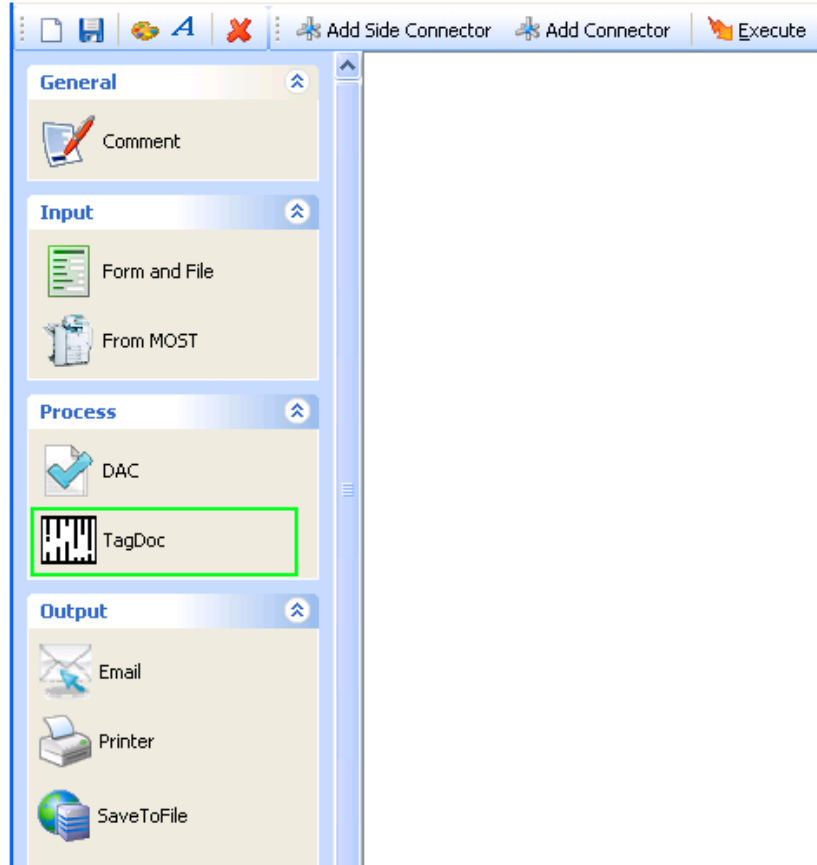 A Add Side Connector Add Connector Execute
General
Comment
Input
Form and File
From MOST
Process
DAC
TagDoc
Output
Email
Printer
SaveToFile